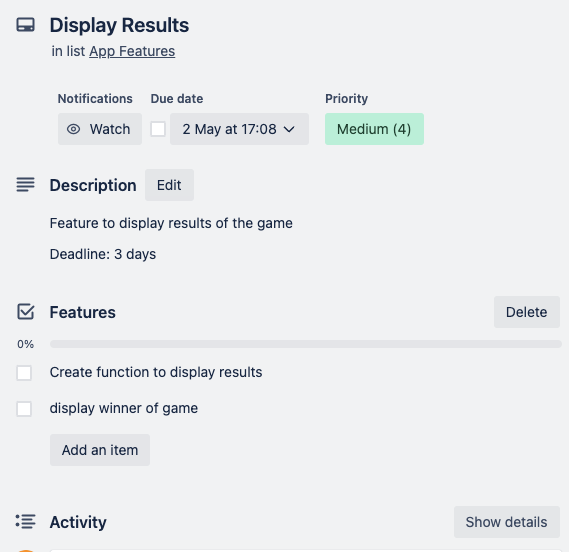 Display Results
in list App Features
Notifications Due date Priority
Watch 2 May at 17:08 Medium (4)
Description Edit
Feature to display results of the game
Deadline: 3 days
Features Delete
0%
Create function to display results
display winner of game
Add an item
Activity Show details